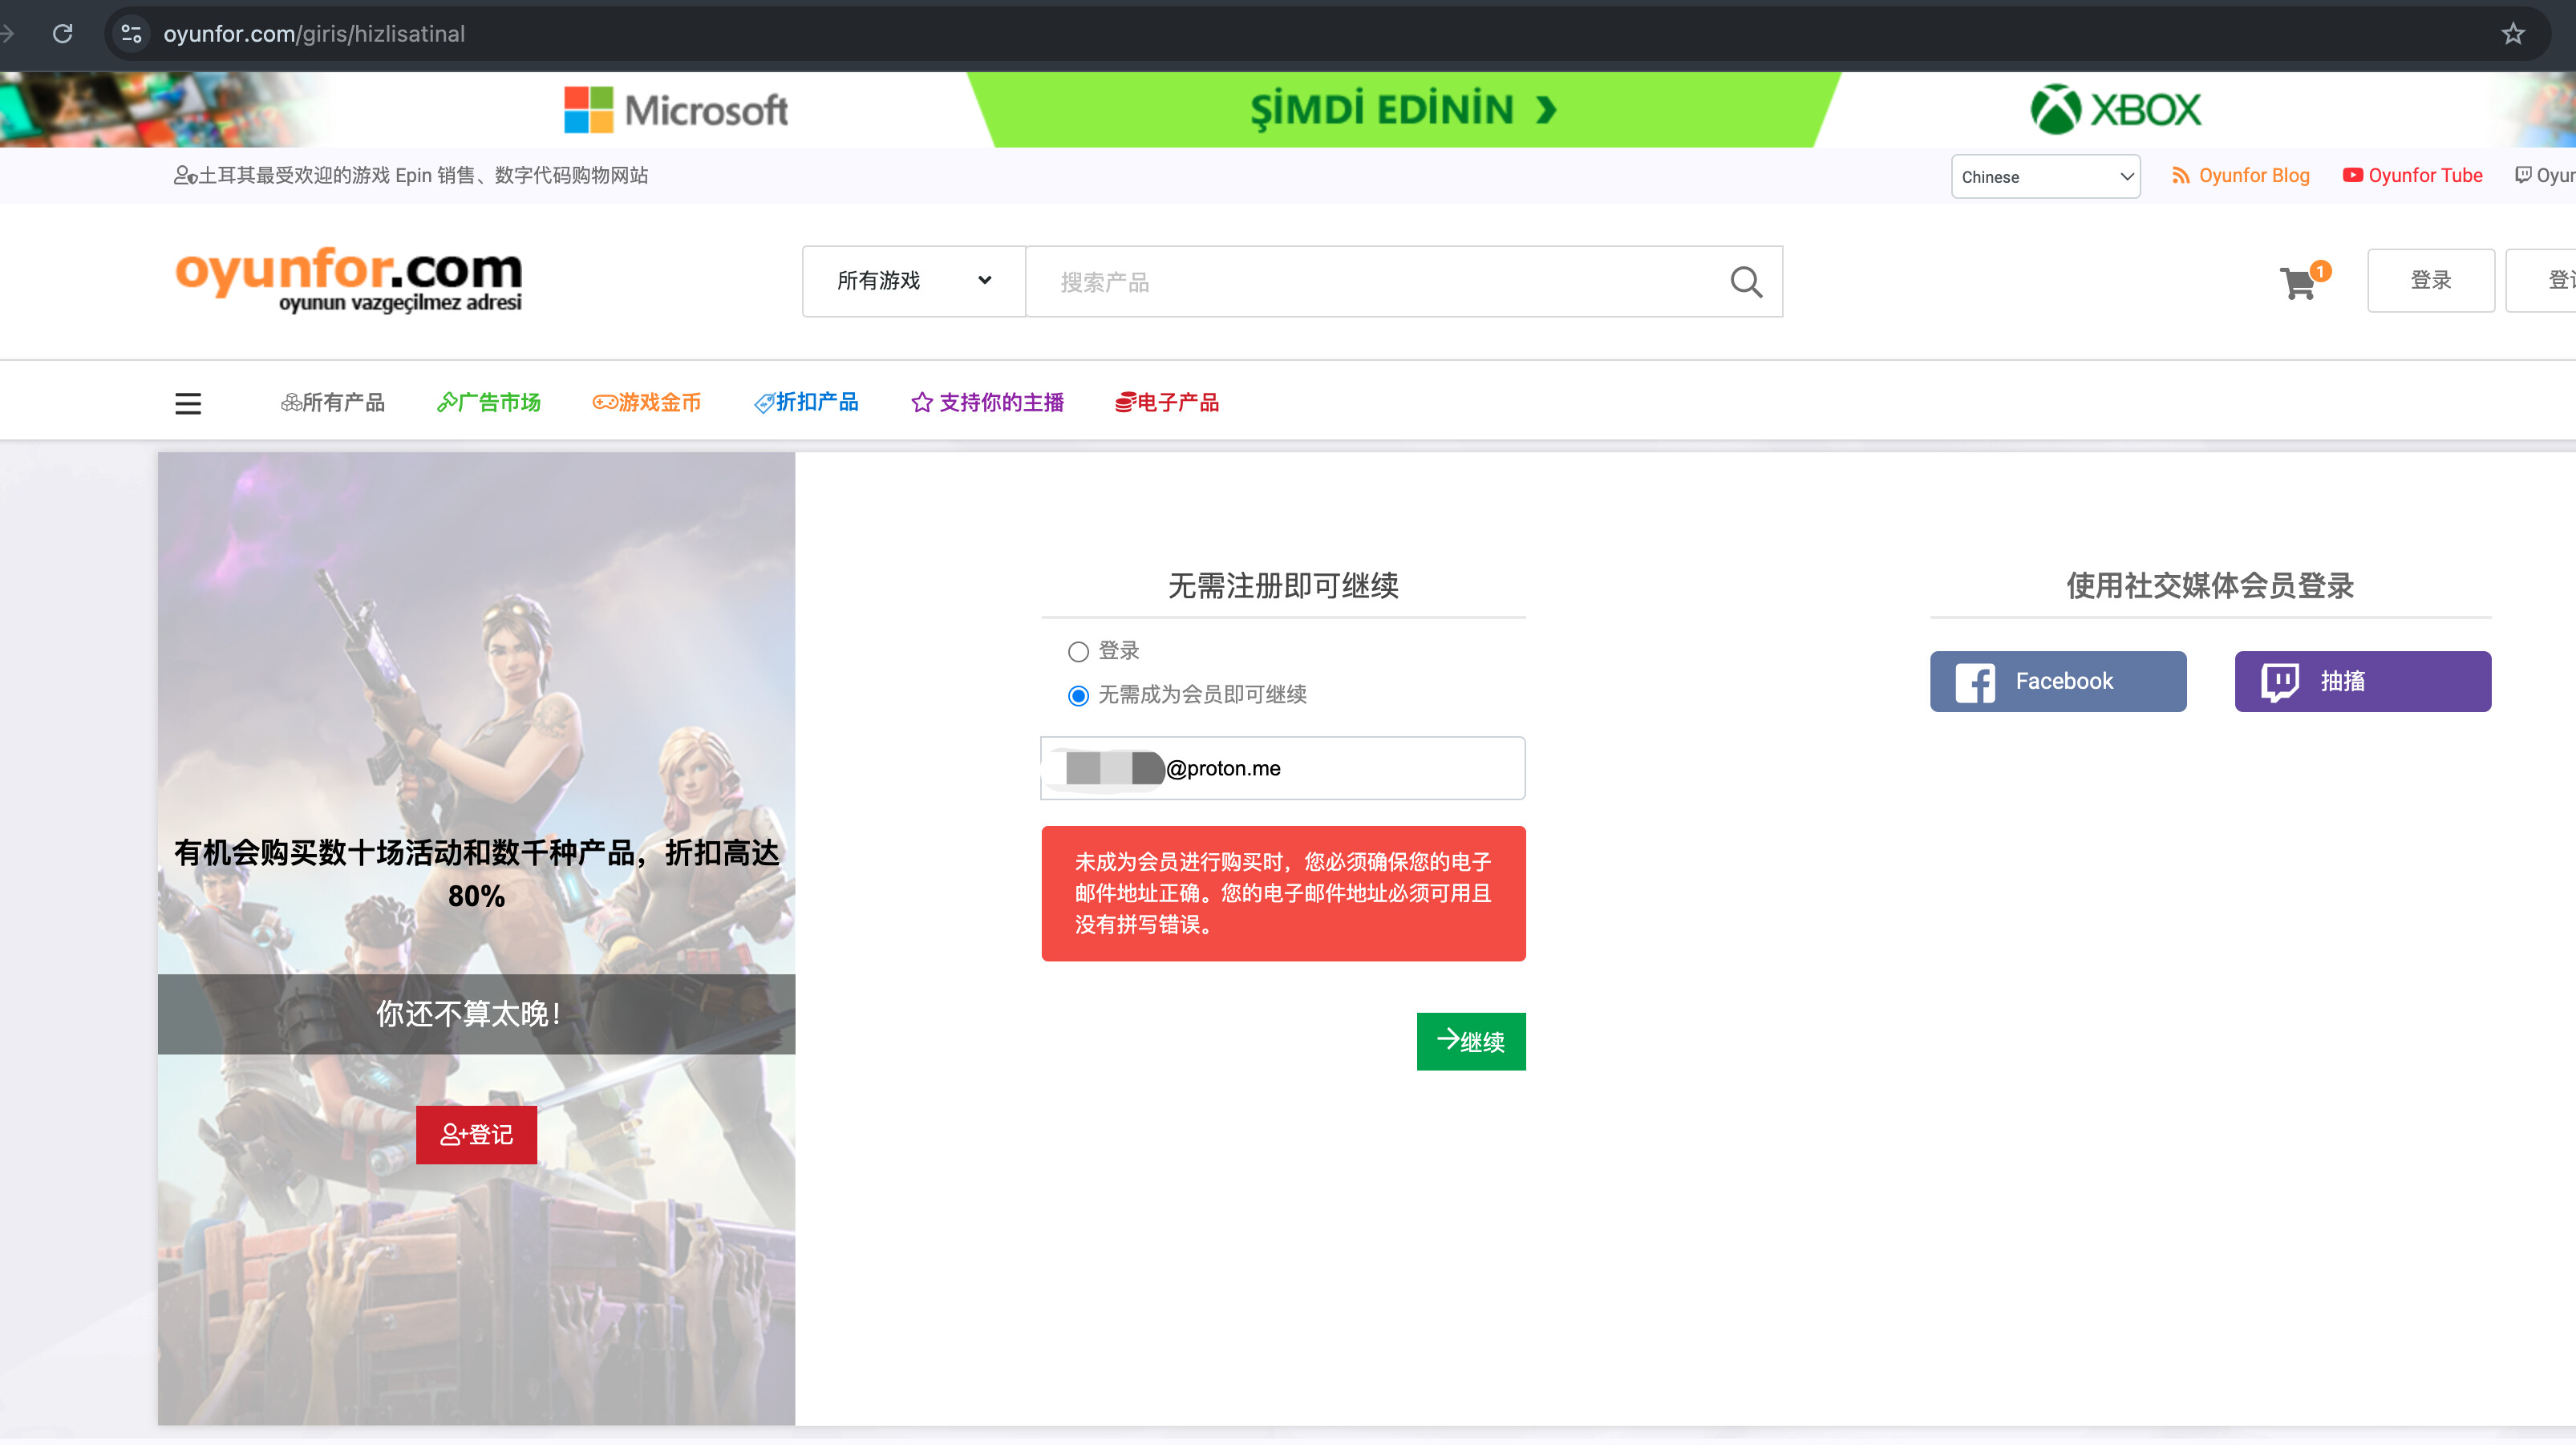 oyunfor.com/giris/hizlisatinal
Microsoft
ŞİMDİ EDİNİN
XBOX
土耳其最受欢迎的游戏 Epin 销售、数字代码购物网站
Chinese
Oyunfor Blog
Oyunfor Tube
Oyun
oyunfor.com
oyunun vazgeçilmez adresi
所有游戏
搜索产品
1
登录
登记
所有产品
广告市场
游戏金币
折扣产品
支持你的主播
电子产品
有机会购买数十场活动和数千种产品，折扣高达
80%
你还不算太晚！
登记
无需注册即可继续
登录
无需成为会员即可继续
@proton.me
未成为会员进行购买时，您必须确保您的电子
邮件地址正确。您的电子邮件地址必须可用且
没有拼写错误。
继续
使用社交媒体会员登录
Facebook
抽搐